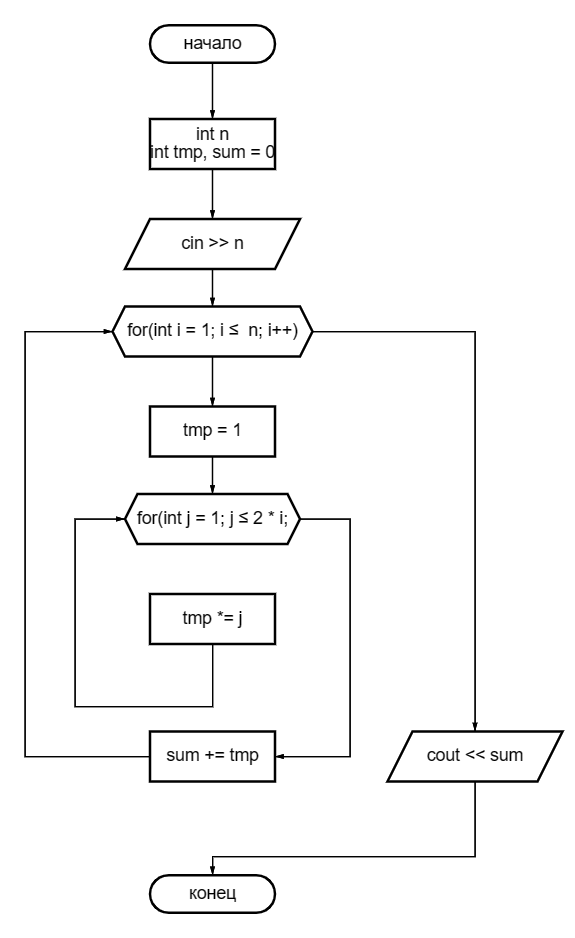 начало
int n
int tmp, sum = 0
cin >> n
for(int i = 1; i ≤  n; i++)
tmp = 1
for(int j = 1; j ≤ 2 * i;
tmp *= j
sum += tmp
cout << sum
конец